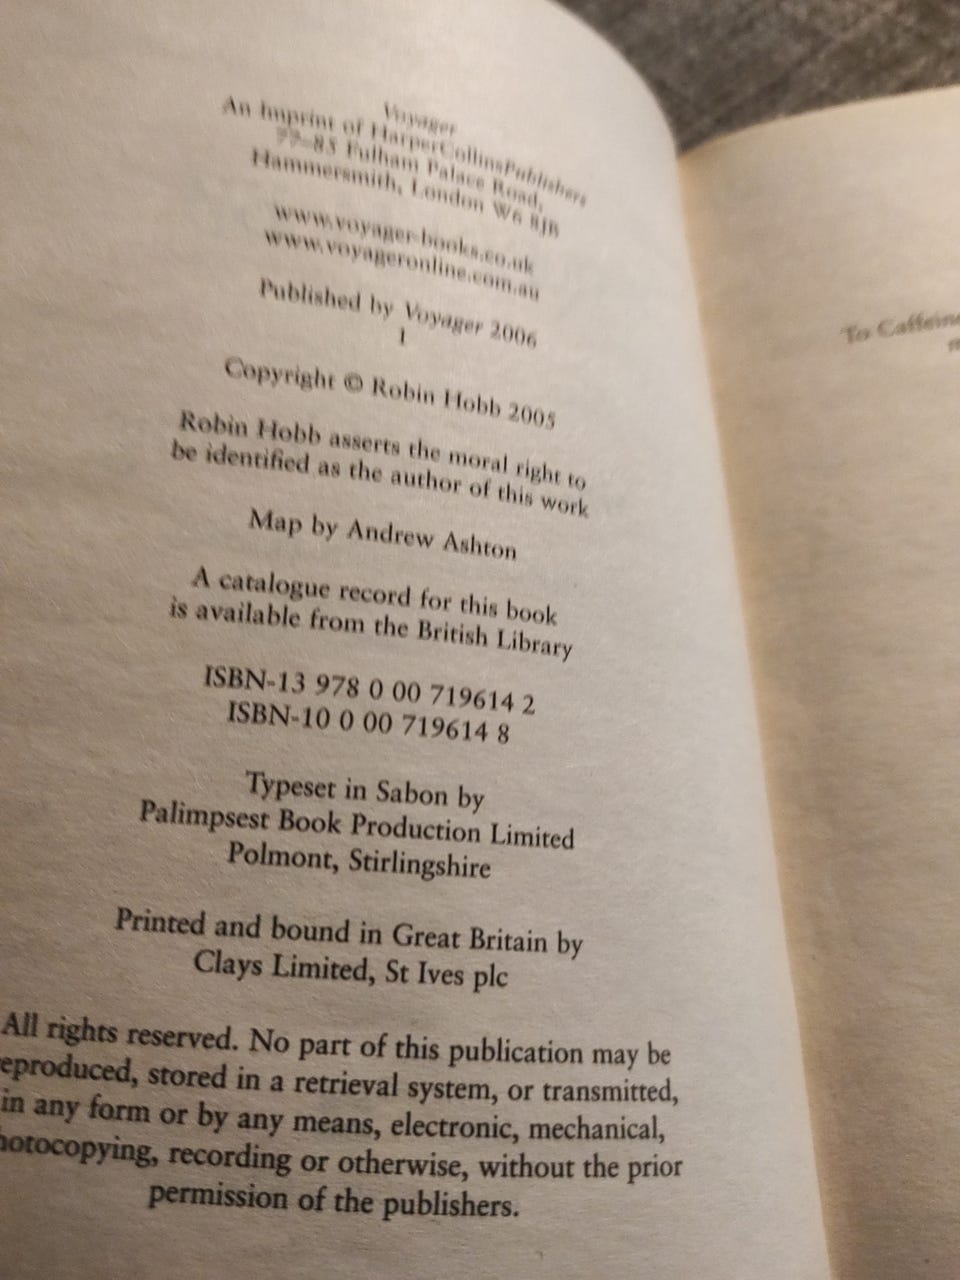 Voyager
An Imprint of HarperCollinsPublishers
77–85 Fulham Palace Road,
Hammersmith, London W6 8JB
www.voyager-books.co.uk
www.voyageronline.com.au
Published by Voyager 2006
1
Copyright © Robin Hobb 2005
Robin Hobb asserts the moral right to
be identified as the author of this work
Map by Andrew Ashton
A catalogue record for this book
is available from the British Library
ISBN-13 978 0 00 719614 2
ISBN-10 0 00 719614 8
Typeset in Sabon by
Palimpsest Book Production Limited
Polmont, Stirlingshire
Printed and bound in Great Britain by
Clays Limited, St Ives plc
All rights reserved. No part of this publication may be
eproduced, stored in a retrieval system, or transmitted,
in any form or by any means, electronic, mechanical,
hotocopying, recording or otherwise, without the prior
permission of the publishers.
To Caffeine